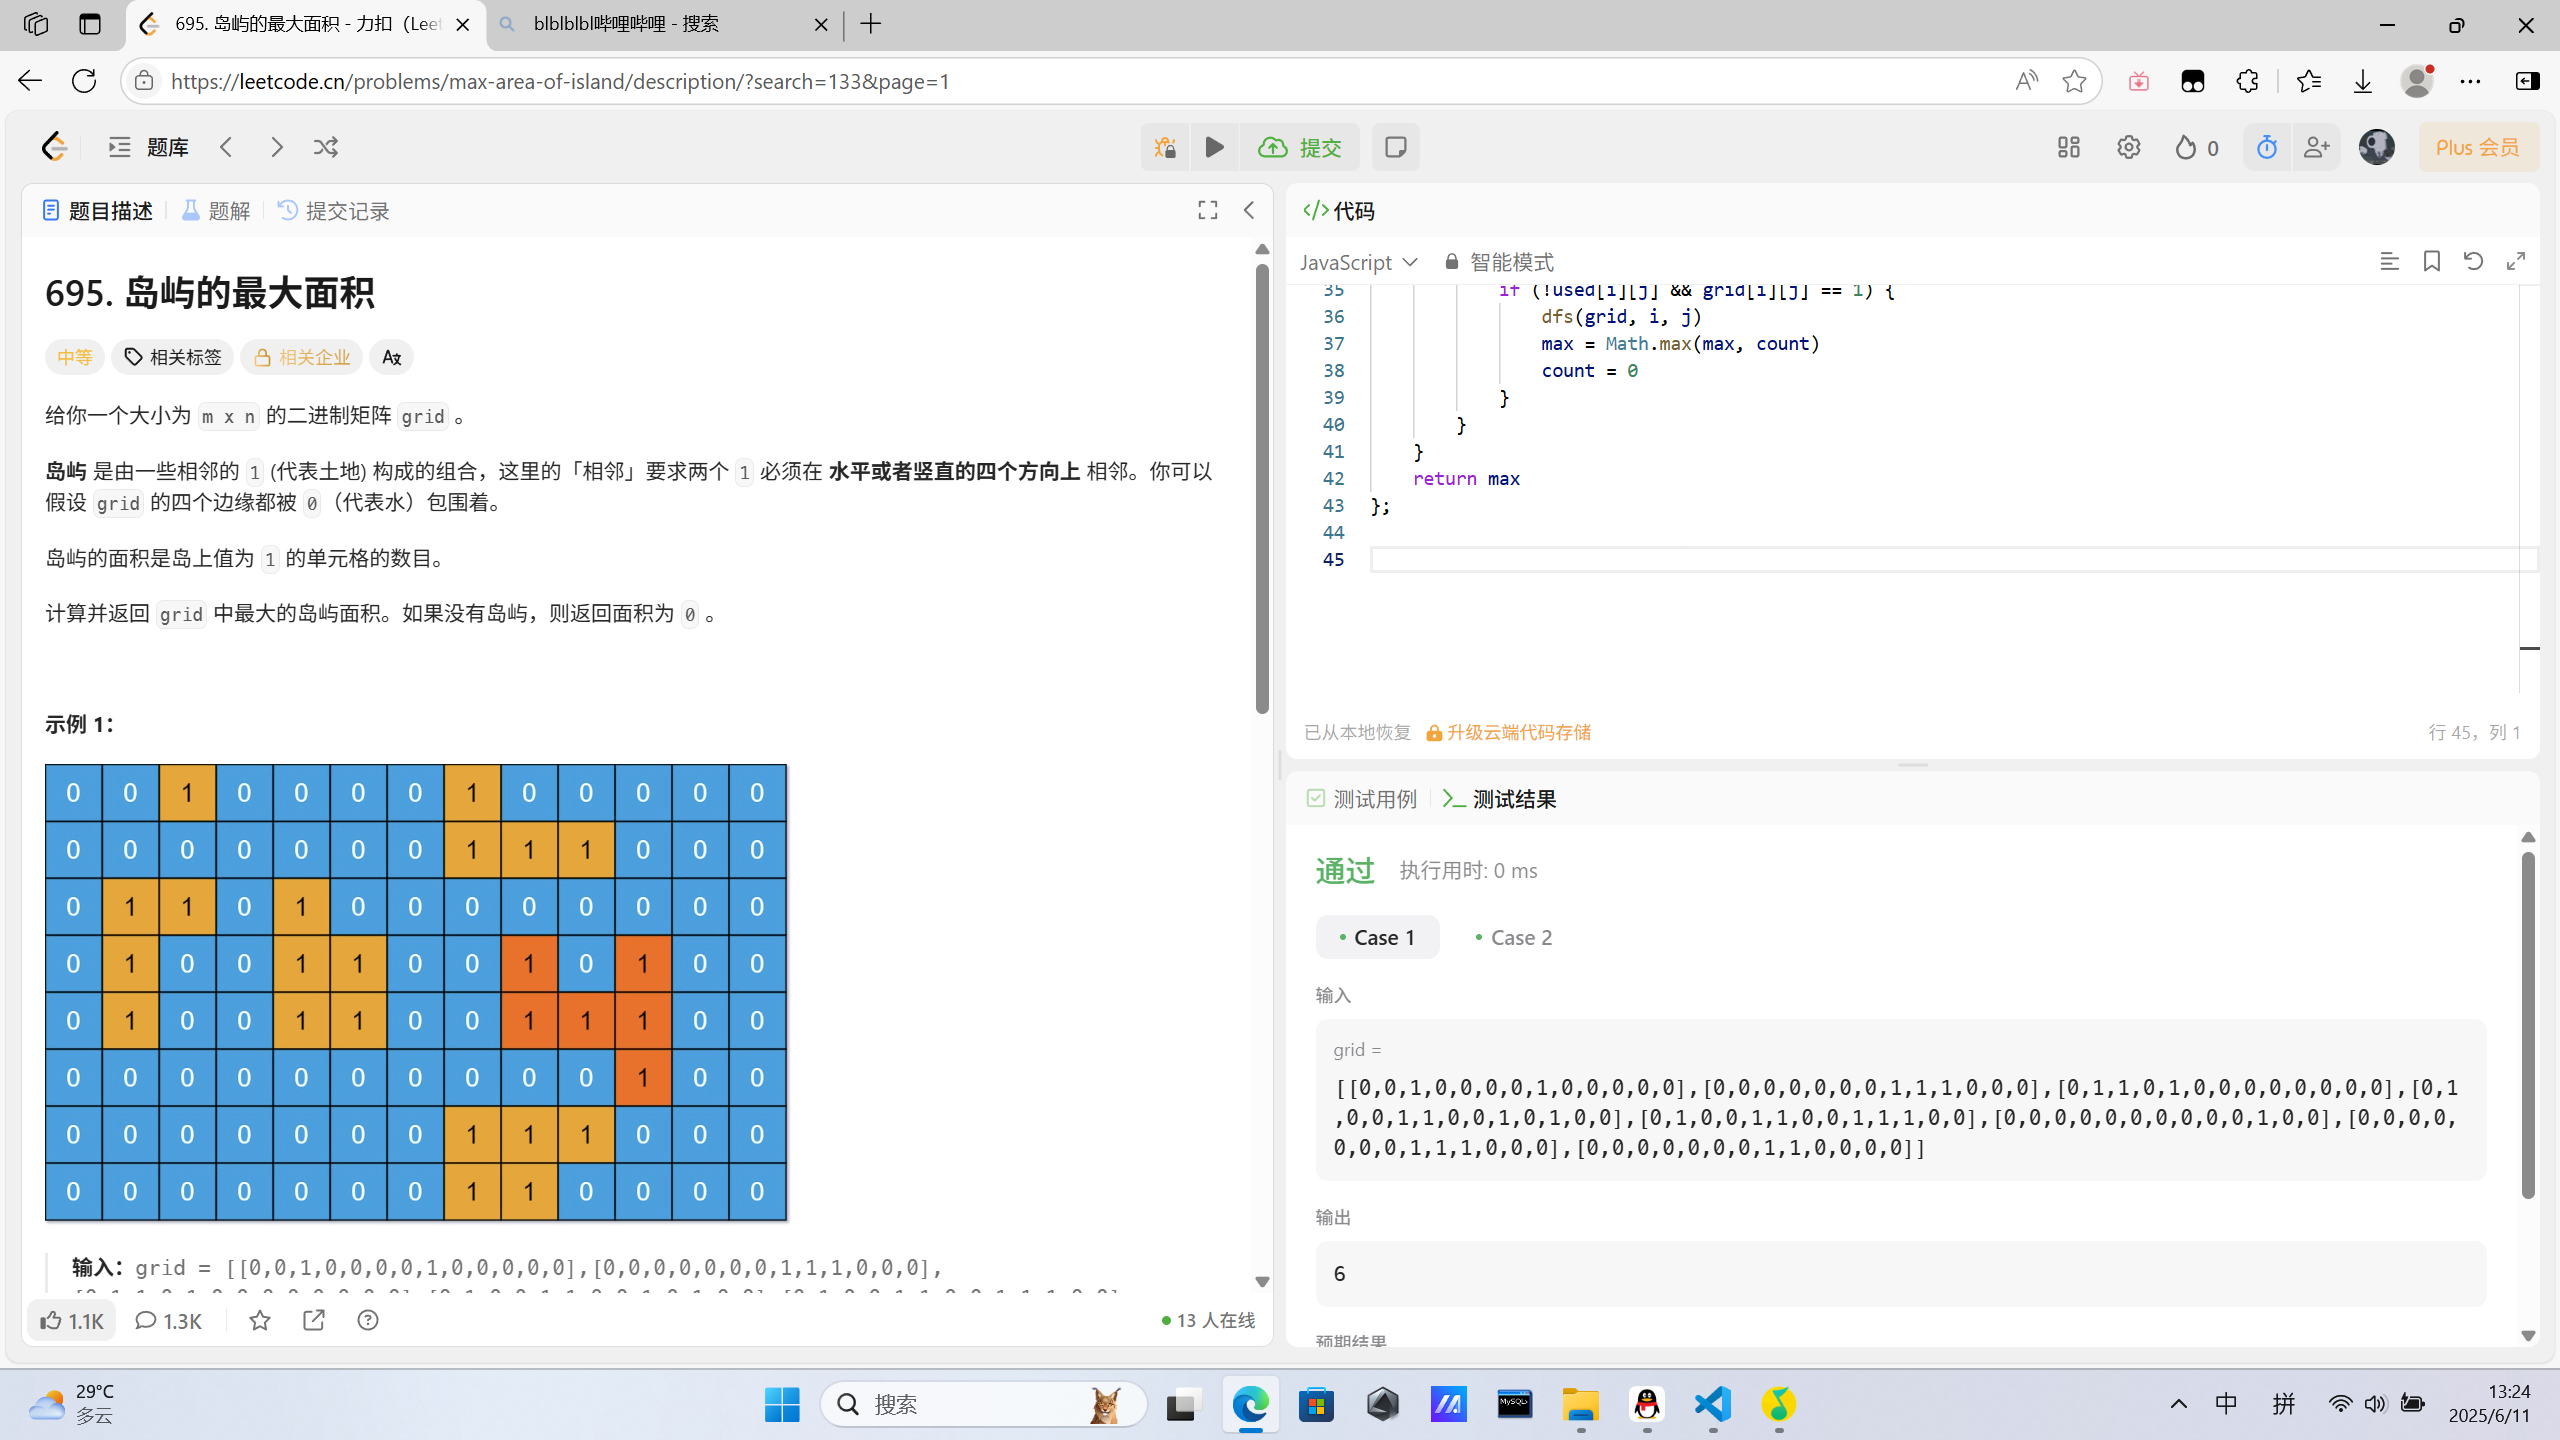 695. 岛屿的最大面积 - 力扣（Leet
blblblbl哔哩哔哩 - 搜索
https://leetcode.cn/problems/max-area-of-island/description/?search=133&page=1
题库
提交
0
Plus 会员
题目描述
题解
提交记录
695. 岛屿的最大面积
中等
相关标签
相关企业
给你一个大小为 m x n 的二进制矩阵 grid 。
岛屿 是由一些相邻的 1 (代表土地) 构成的组合，这里的「相邻」要求两个 1 必须在 水平或者竖直的四个方向上 相邻。你可以
假设 grid 的四个边缘都被 0（代表水）包围着。
岛屿的面积是岛上值为 1 的单元格的数目。
计算并返回 grid 中最大的岛屿面积。如果没有岛屿，则返回面积为 0 。
示例 1：
0 0 1 0 0 0 0 1 0 0 0 0 0
0 0 0 0 0 0 0 1 1 1 0 0 0
0 1 1 0 1 0 0 0 0 0 0 0 0
0 1 0 0 1 1 0 0 1 0 1 0 0
0 1 0 0 1 1 0 0 1 1 1 0 0
0 0 0 0 0 0 0 0 0 0 1 0 0
0 0 0 0 0 0 0 1 1 1 0 0 0
0 0 0 0 0 0 0 1 1 0 0 0 0
输入：grid = [[0,0,1,0,0,0,0,1,0,0,0,0,0],[0,0,0,0,0,0,0,1,1,1,0,0,0],
1.1K
1.3K
13 人在线
代码
JavaScript
智能模式
35 if (!used[i][j] && grid[i][j] == 1) {
36 dfs(grid, i, j)
37 max = Math.max(max, count)
38 count = 0
39 }
40 }
41 }
42 return max
43 };
44
45
已从本地恢复
升级云端代码存储
行 45，列 1
测试用例
测试结果
通过
执行用时: 0 ms
Case 1
Case 2
输入
grid =
[[0,0,1,0,0,0,0,1,0,0,0,0,0],[0,0,0,0,0,0,0,1,1,1,0,0,0],[0,1,1,0,1,0,0,0,0,0,0,0,0],[0,1
,0,0,1,1,0,0,1,0,1,0,0],[0,1,0,0,1,1,0,0,1,1,1,0,0],[0,0,0,0,0,0,0,0,0,0,1,0,0],[0,0,0,0,
0,0,0,1,1,1,0,0,0],[0,0,0,0,0,0,0,1,1,0,0,0,0]]
输出
6
预期结果
29°C
多云
搜索
MySQL
中
拼
13:24
2025/6/11